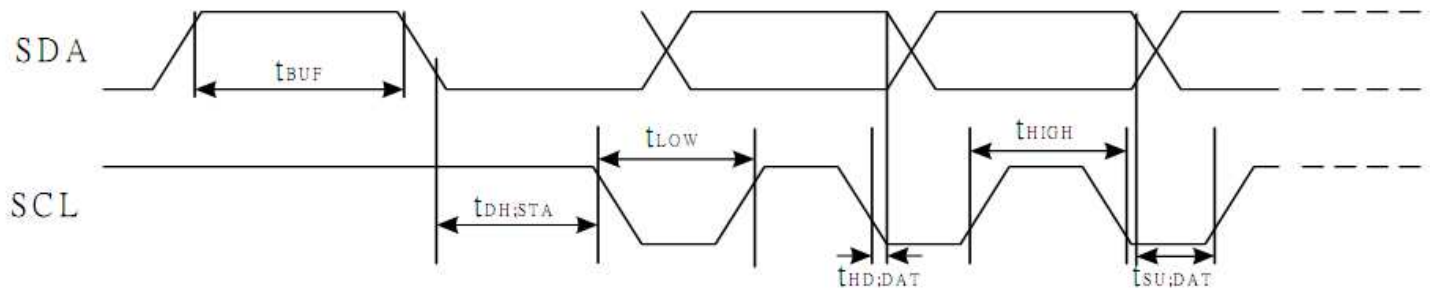 SDA
tBUF
tLOW
tHIGH
SCL
tDH;STA
tHD;DAT
tSU;DAT